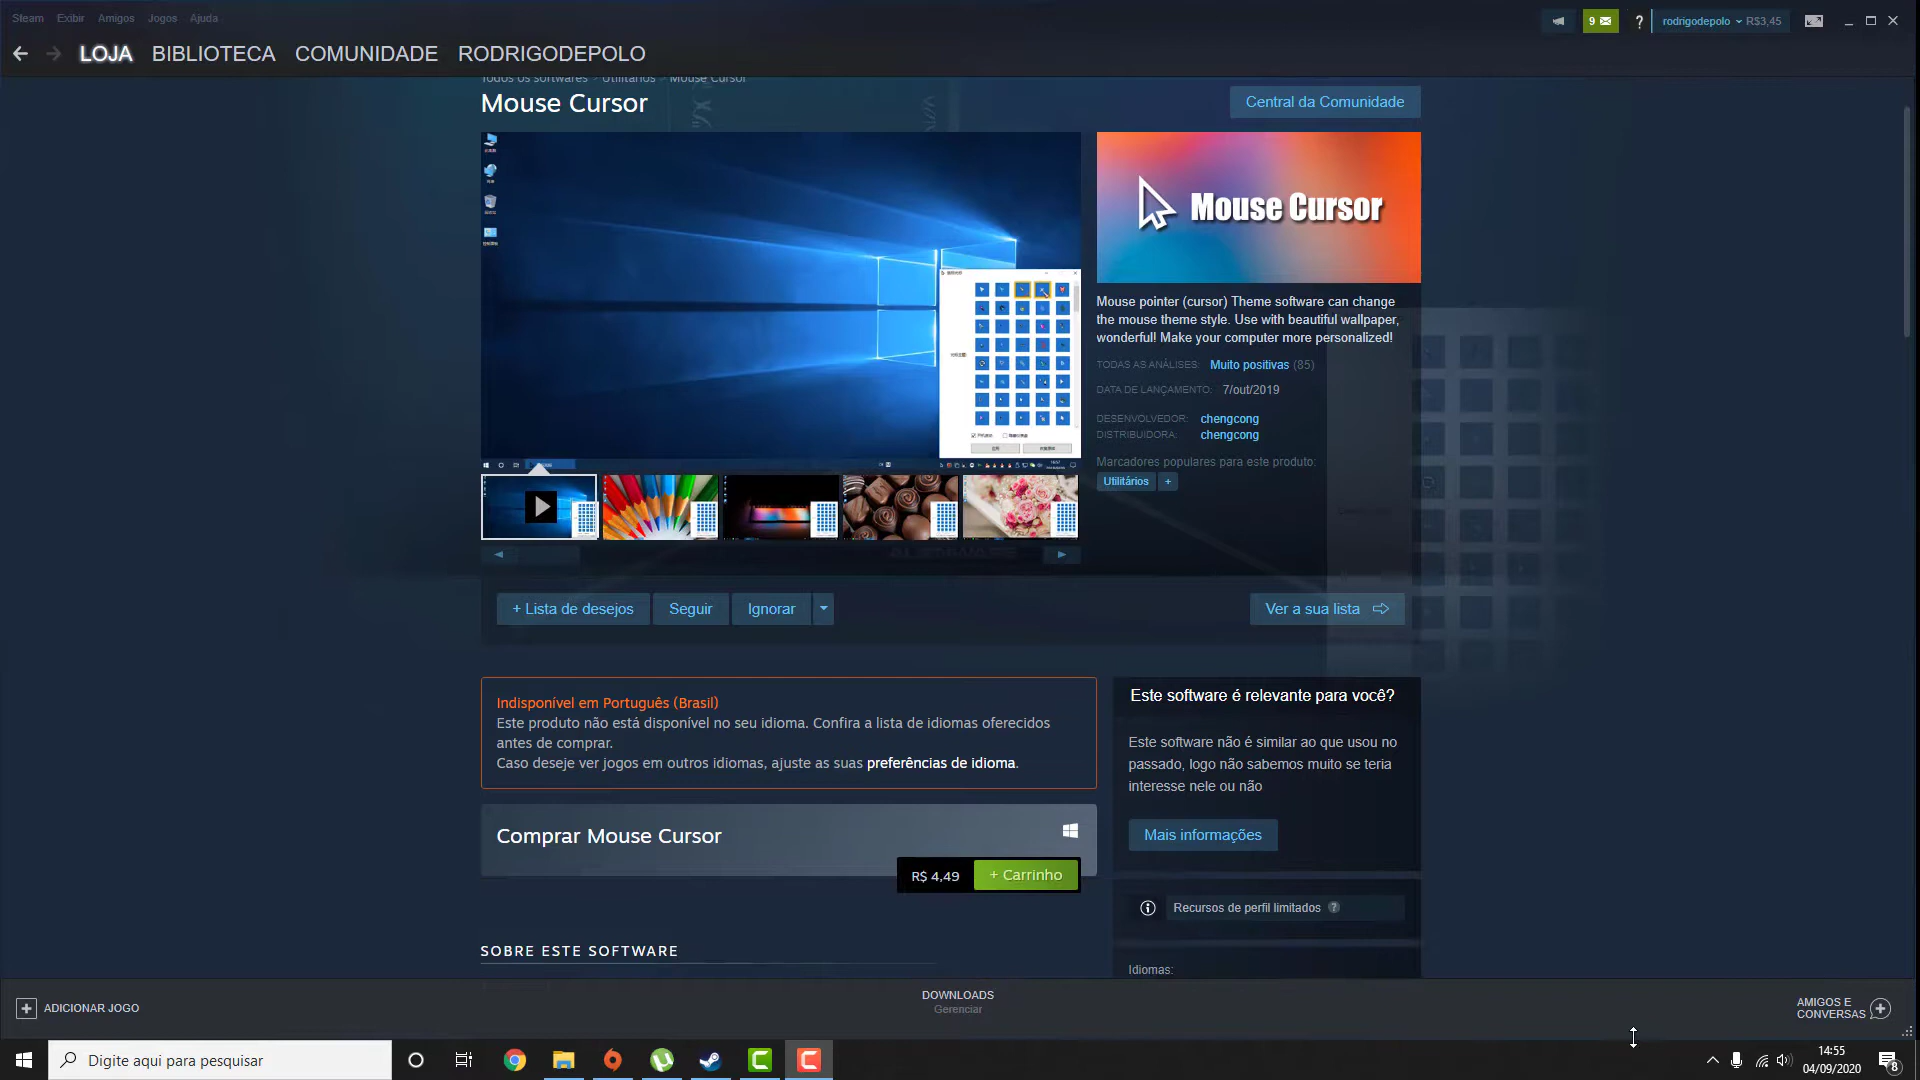 Steam Exibir Amigos Jogos Ajuda
9
?
rodrigodepolo R$3,45
LOJA BIBLIOTECA COMUNIDADE RODRIGODEPOLO
Todos os softwares > Utilitários > Mouse Cursor
Mouse Cursor
Central da Comunidade
Mouse Cursor
Mouse pointer (cursor) Theme software can change
the mouse theme style. Use with beautiful wallpaper,
wonderful! Make your computer more personalized!
TODAS AS ANÁLISES: Muito positivas (85)
DATA DE LANÇAMENTO: 7/out/2019
DESENVOLVEDOR: chengcong
DISTRIBUIDORA: chengcong
Marcadores populares para este produto:
Utilitários +
+ Lista de desejos Seguir Ignorar
Ver a sua lista
Indisponível em Português (Brasil)
Este produto não está disponível no seu idioma. Confira a lista de idiomas oferecidos
antes de comprar.
Caso deseje ver jogos em outros idiomas, ajuste as suas preferências de idioma.
Este software é relevante para você?
Este software não é similar ao que usou no
passado, logo não sabemos muito se teria
interesse nele ou não
Mais informações
Comprar Mouse Cursor
R$ 4,49 + Carrinho
Recursos de perfil limitados ?
SOBRE ESTE SOFTWARE
Idiomas:
ADICIONAR JOGO
DOWNLOADS
Gerenciar
AMIGOS E
CONVERSAS
Digite aqui para pesquisar
14:55
04/09/2020
8